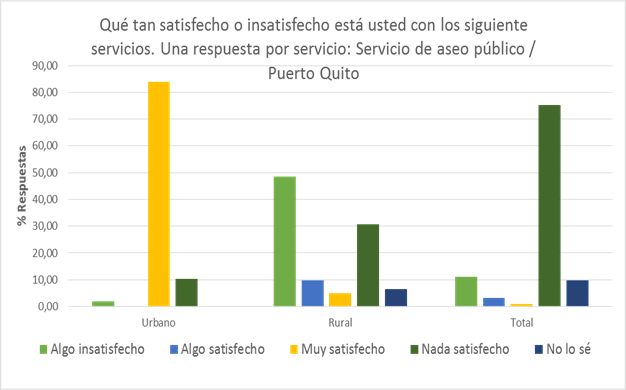 Qué tan satisfecho o insatisfecho está usted con los siguiente
servicios. Una respuesta por servicio: Servicio de aseo público /
Puerto Quito
% Respuestas
90,00
80,00
70,00
60,00
50,00
40,00
30,00
20,00
10,00
0,00
Urbano Rural Total
Algo insatisfecho Algo satisfecho Muy satisfecho Nada satisfecho No lo sé